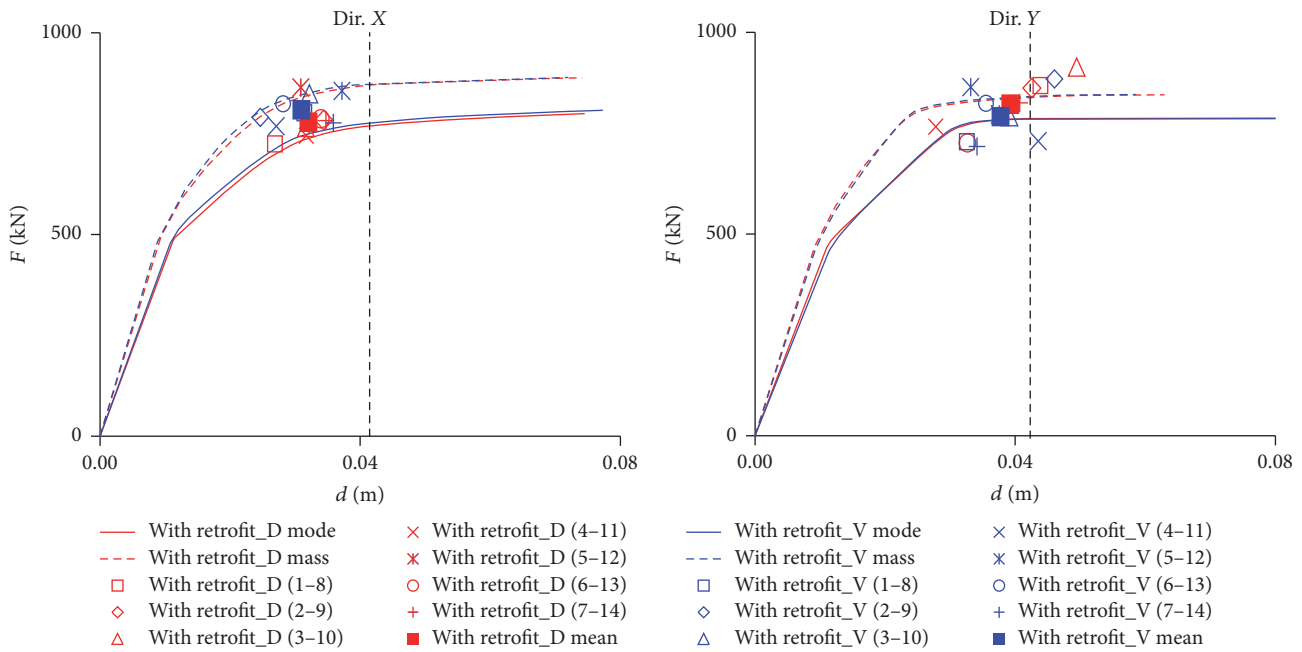 Dir. X
1000
500
0
F (kN)
0.00
0.04
0.08
d (m)
Dir. Y
1000
500
0
F (kN)
0.00
0.04
0.08
d (m)
With retrofit_D mode
With retrofit_D mass
With retrofit_D (1–8)
With retrofit_D (2–9)
With retrofit_D (3–10)
With retrofit_D (4–11)
With retrofit_D (5–12)
With retrofit_D (6–13)
With retrofit_D (7–14)
With retrofit_D mean
With retrofit_V mode
With retrofit_V mass
With retrofit_V (1–8)
With retrofit_V (2–9)
With retrofit_V (3–10)
With retrofit_V (4–11)
With retrofit_V (5–12)
With retrofit_V (6–13)
With retrofit_V (7–14)
With retrofit_V mean